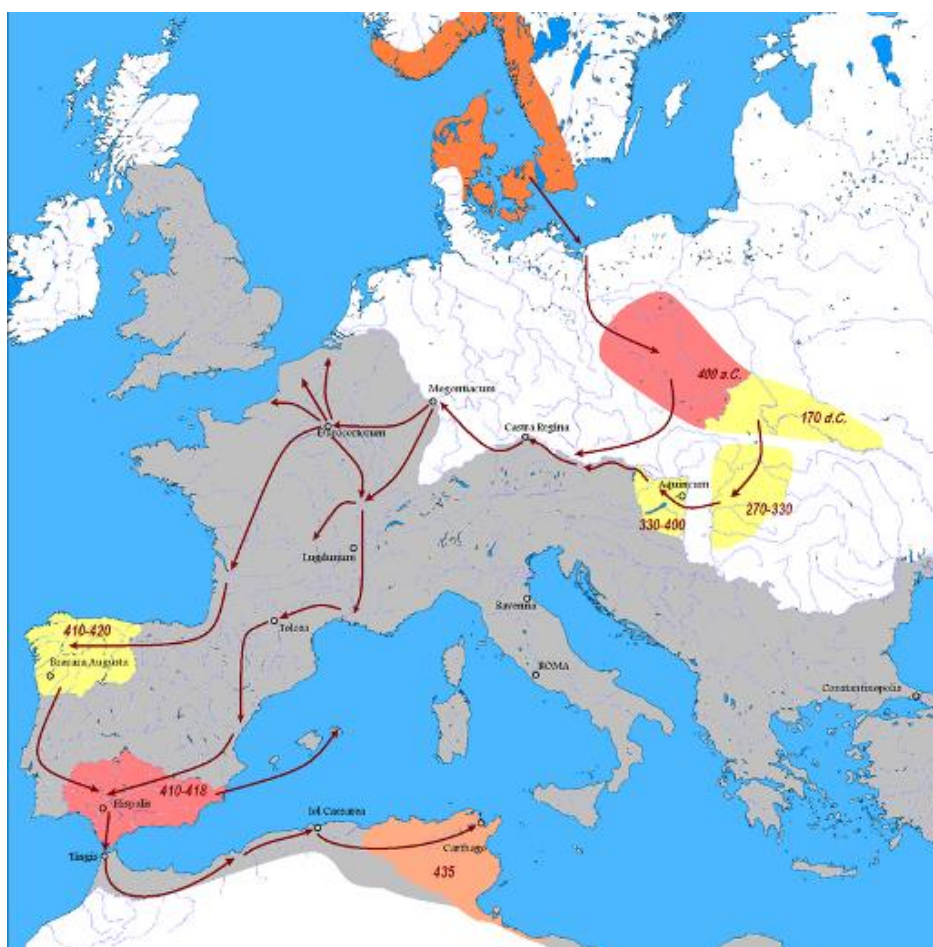 400 a.C.
Mogontiacum
170 d.C.
Durocortorum
Castra Regina
Aquincum
270-330
330-400
Lugdunum
Ravenna
Tolosa
410-420
Bracara Augusta
ROMA
Constantinopolis
410-418
Hispalis
Iol Caesarea
Tingis
Carthago
435